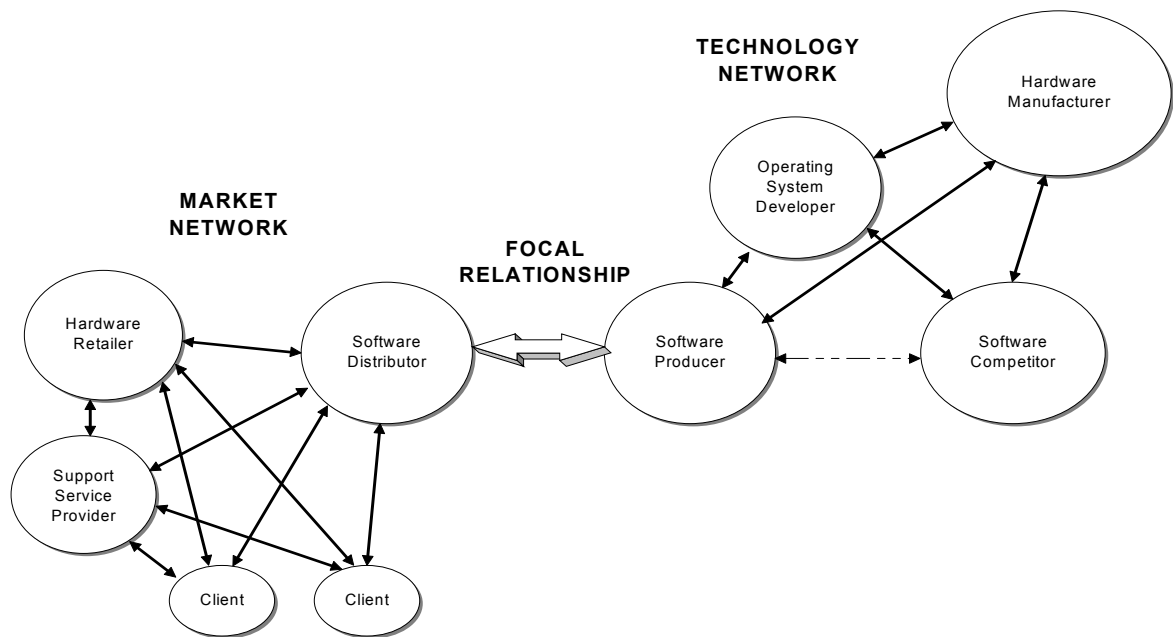 TECHNOLOGY
NETWORK
Hardware
Manufacturer
Operating
System
Developer
MARKET
NETWORK
FOCAL
RELATIONSHIP
Hardware
Retailer
Software
Distributor
Software
Producer
Software
Competitor
Support
Service
Provider
Client
Client